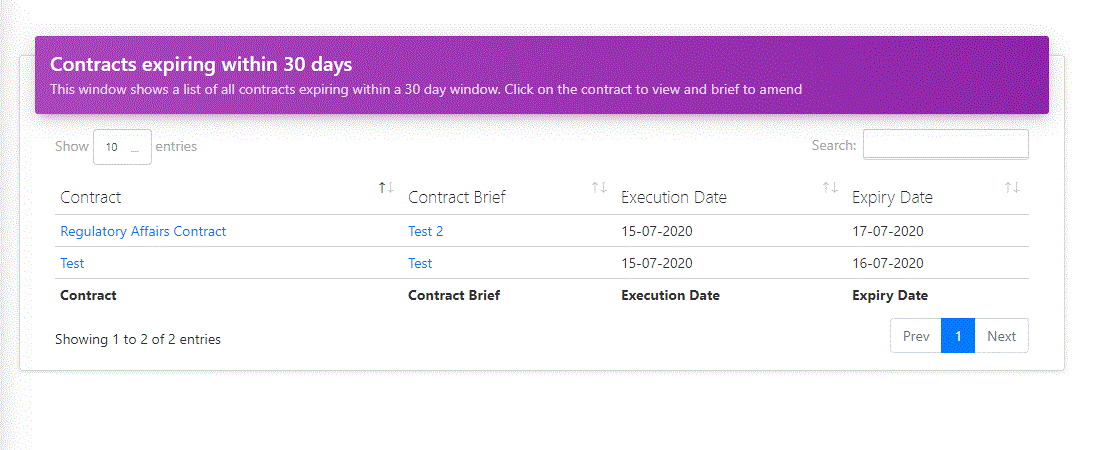 Contracts expiring within 30 days
This window shows a list of all contracts expiring within a 30 day window. Click on the contract to view and brief to amend
Show 10 ... entries Search:
Contract Contract Brief Execution Date Expiry Date
Regulatory Affairs Contract Test 2 15-07-2020 17-07-2020
Test Test 15-07-2020 16-07-2020
Contract Contract Brief Execution Date Expiry Date
Showing 1 to 2 of 2 entries Prev 1 Next